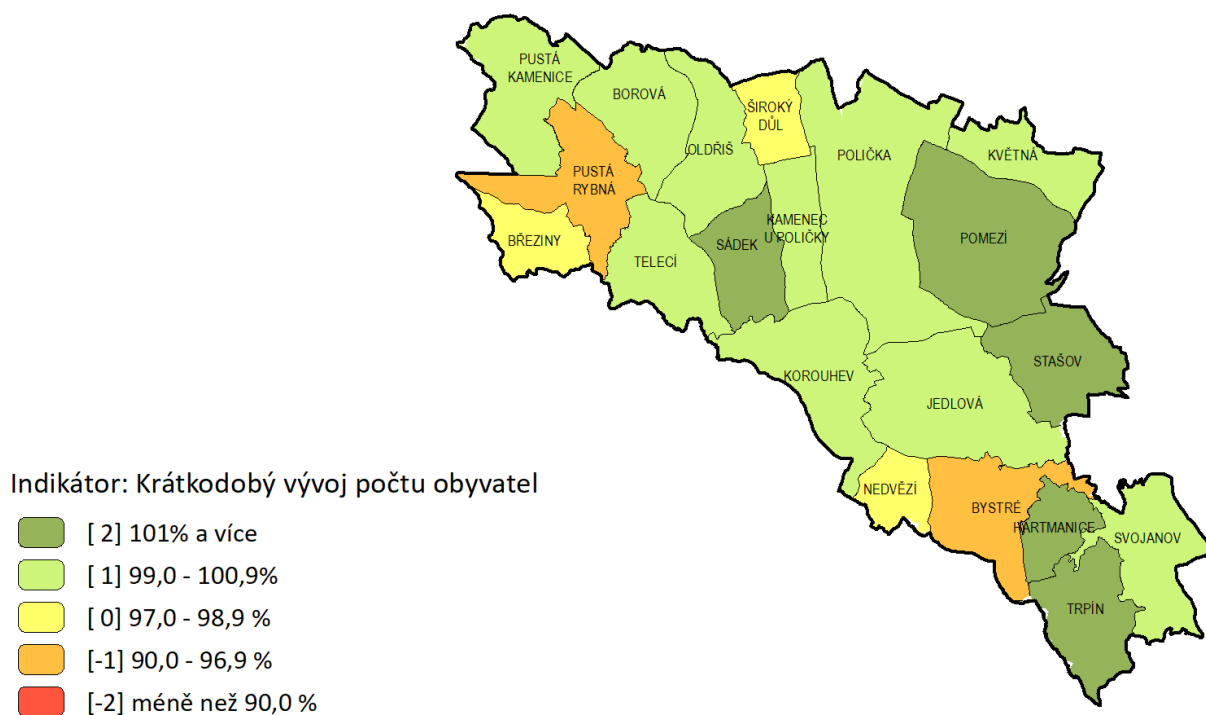 PUSTÁ
KAMENICE
BOROVÁ
ŠIROKÝ
DŮL
OLDŘIŠ
POLIČKA
KVĚTNÁ
PUSTÁ
RYBNÁ
KAMENEC
U POLIČKY
BŘEZINY
SÁDEK
POMEZÍ
TELECÍ
STAŠOV
KOROUHEV
JEDLOVÁ
NEDVĚZÍ
BYSTRÉ
HARTMANICE
SVOJANOV
TRPÍN
Indikátor: Krátkodobý vývoj počtu obyvatel
[ 2] 101% a více
[ 1] 99,0 - 100,9%
[ 0] 97,0 - 98,9 %
[-1] 90,0 - 96,9 %
[-2] méně než 90,0 %